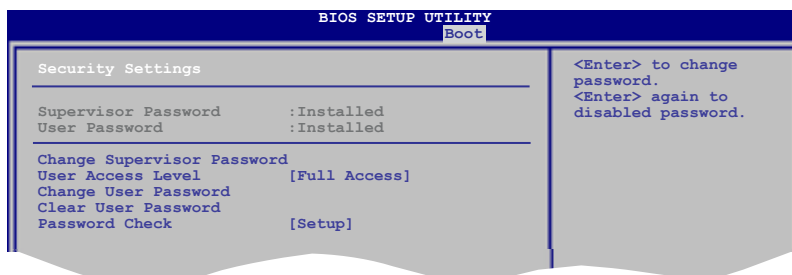 BIOS SETUP UTILITY
Boot
Security Settings
Supervisor Password :Installed
User Password :Installed
Change Supervisor Password
User Access Level [Full Access]
Change User Password
Clear User Password
Password Check [Setup]
<Enter> to change
password.
<Enter> again to
disabled password.